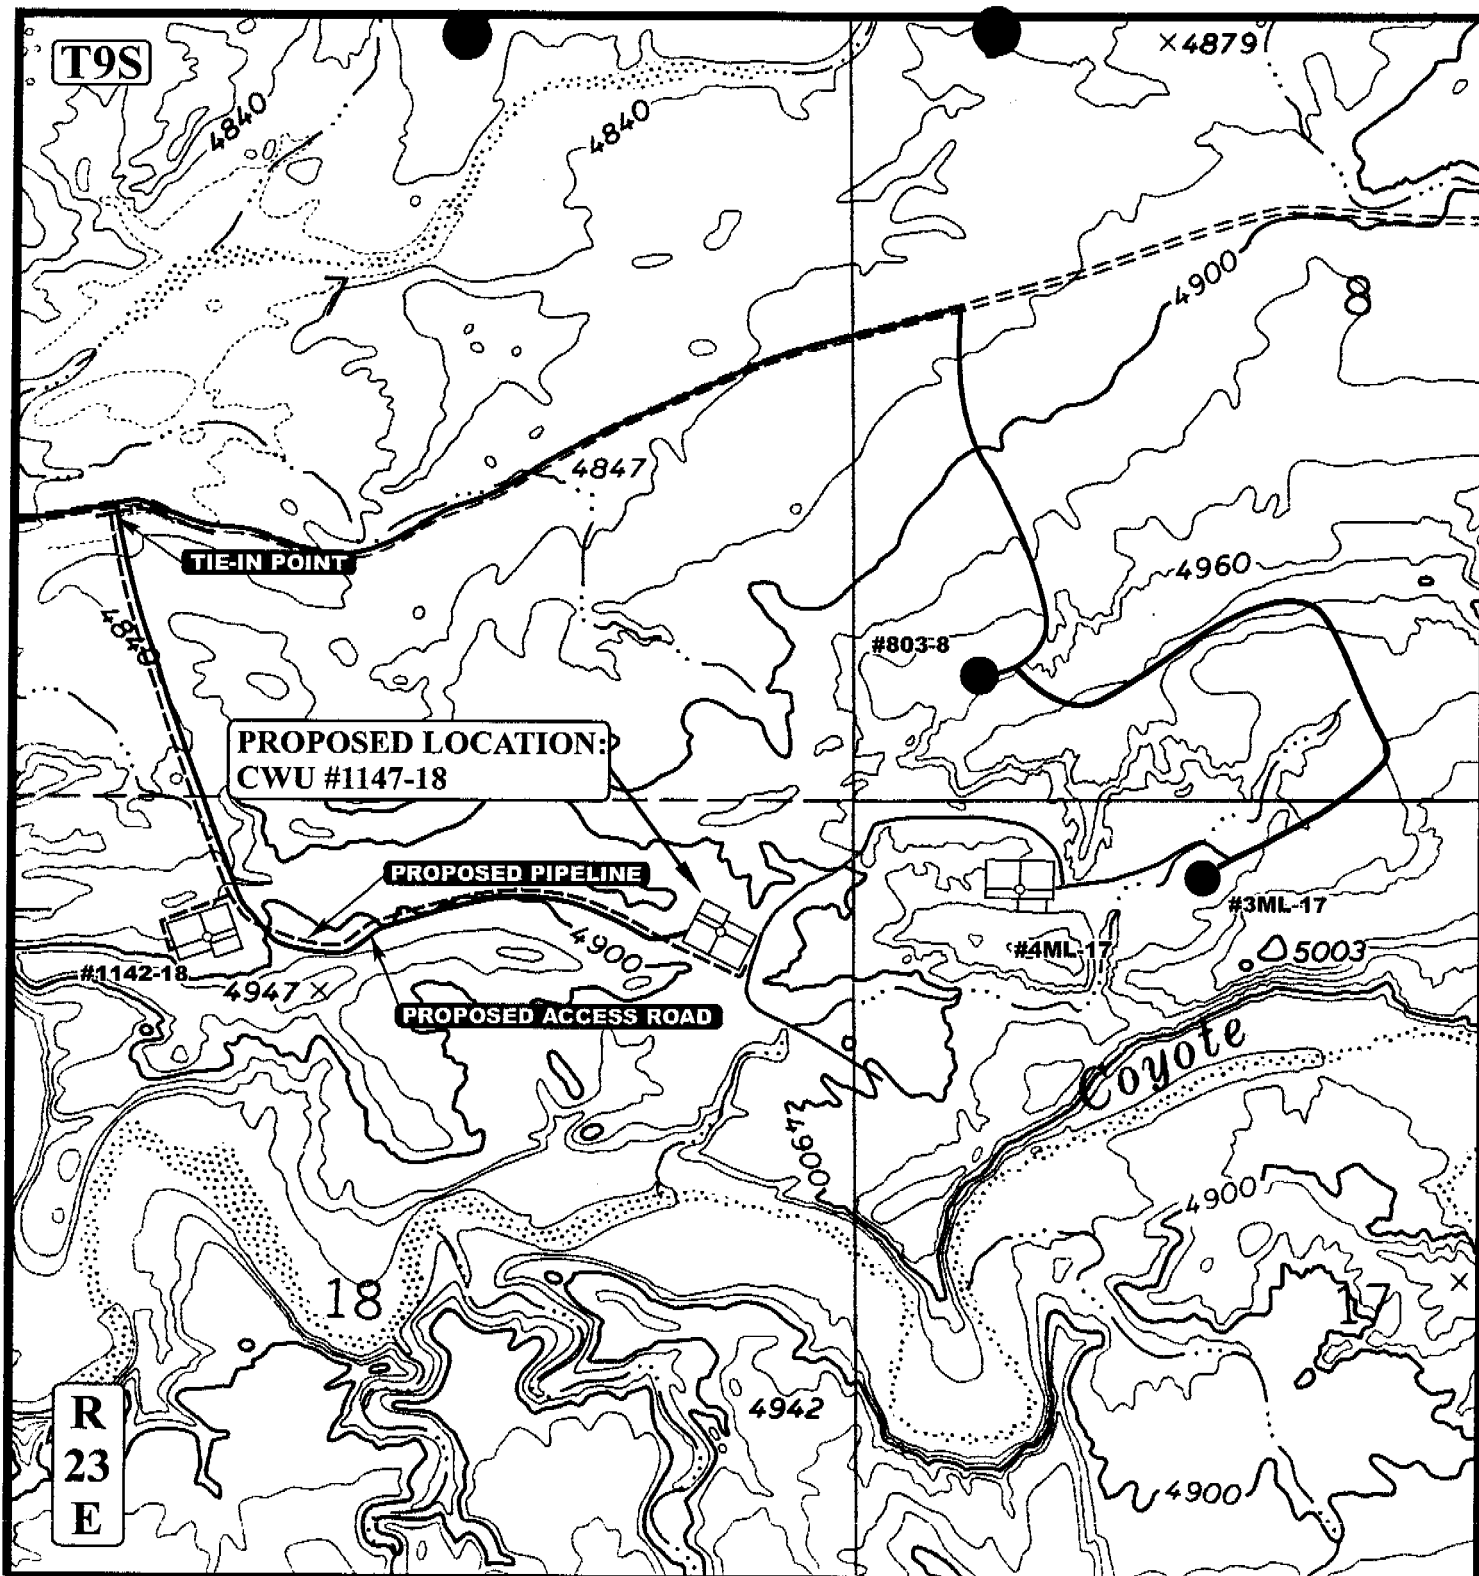 T9S
×4879
4840
4840
7
4900
8
4847
TIE-IN POINT
4960
4840
#803-8
PROPOSED LOCATION:
CWU #1147-18
PROPOSED PIPELINE
#3ML-17
4900
#4ML-17
5003
#1142-18
4947 ×
PROPOSED ACCESS ROAD
Coyote
4900
4900
18
17
R
23
E
4942
4900